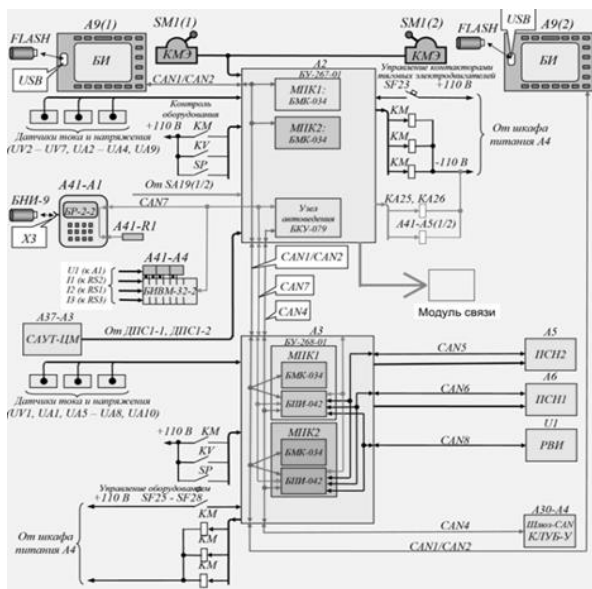 A9(1)
SM1(1)
SM1(2)
USB
A9(2)
FLASH
БИ
USB
КМЭ
КМЭ
FLASH
БИ
A2
БУ-267-01
CAN1/CAN2
Управление контакторами
тяговых электродвигателей
SF23
+110 В
МПК1:
БМК-034
Контроль
оборудования
+110 В
KM
KV
SP
МПК2:
БМК-034
KM
KM
KM
От шкафа
питания А4
-110 В
Датчики тока и напряжения
(UV2 – UV7, UA2 – UA4, UA9)
От SA19(1/2)
CAN7
KA25, KA26
A41-A5(1/2)
БНИ-9
A41-A1
БР-2-2
X3
A41-R1
Узел
автоведения
БКУ-079
A41-A4
U1 (к А1)
I1 (к RS2)
I2 (к RS1)
I3 (к RS3)
БИВМ-32-2
CAN1/CAN2
CAN7
CAN4
Модуль связи
A37-A3
САУТ-ЦМ
От ДПС1-1, ДПС1-2
A3
БУ-268-01
МПК1
БМК-034
БПИ-042
CAN5
A5
ПСН2
CAN6
A6
ПСН1
Датчики тока и напряжения
(UV1, UA1, UA5 – UA8, UA10)
CAN8
U1
РВИ
+110 В
KM
KV
SP
МПК2
БМК-034
БПИ-042
Управление оборудованием
+110 В
SF25 - SF28
A30-A4
Шлюз-CAN
КЛУБ-У
CAN4
CAN1/CAN2
От шкафа
питания А4
KM
KM
KM